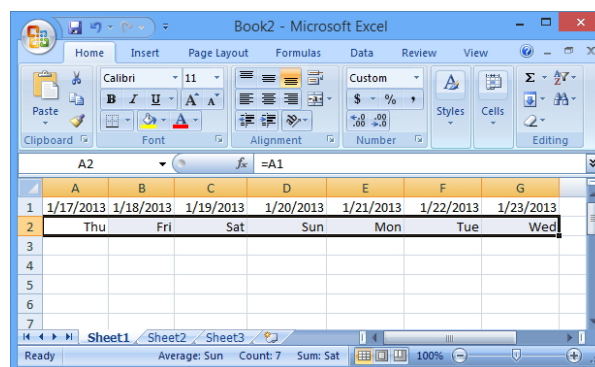 Book2 - Microsoft Excel
Home Insert Page Layout Formulas Data Review View
Calibri 11 Custom
B I U A A $ % ,
A .0 .00 .00 .0
Paste Styles Cells
Clipboard Font Alignment Number Editing
A2 fx =A1
A B C D E F G
1 1/17/2013 1/18/2013 1/19/2013 1/20/2013 1/21/2013 1/22/2013 1/23/2013
2 Thu Fri Sat Sun Mon Tue Wed
3
4
5
6
7
Sheet1 Sheet2 Sheet3
Ready Average: Sun Count: 7 Sum: Sat 100%